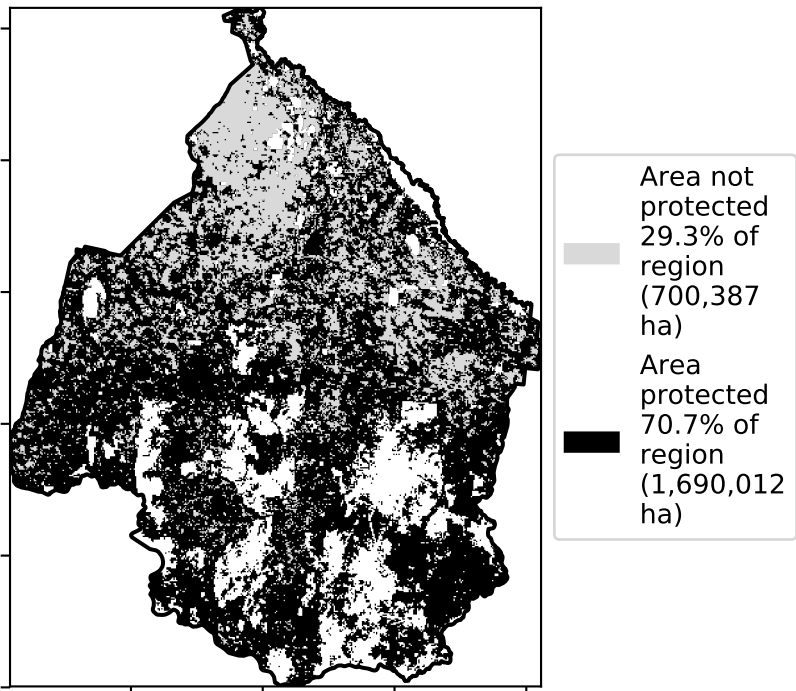 Area not
protected
29.3% of
region
(700,387
ha)
Area
protected
70.7% of
region
(1,690,012
ha)